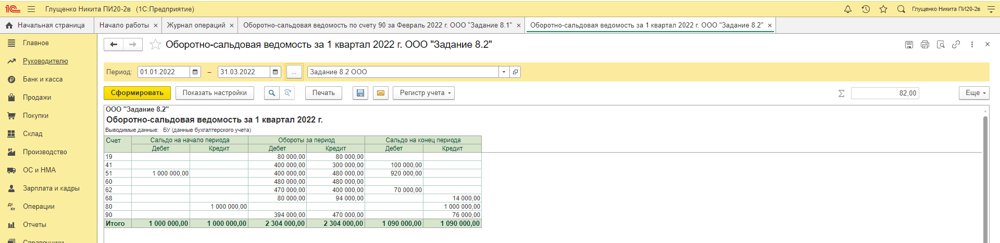 1С Глущенко Никита ПИ20-2в (1С:Предприятие) Глущенко Никита ПИ20-2в
Начальная страница Начало работы × Журнал операций × Оборотно-сальдовая ведомость по счету 90 за Февраль 2022 г. ООО "Задание 8.1" × Оборотно-сальдовая ведомость за 1 квартал 2022 г. ООО "Задание 8.2" ×
Главное
Руководителю
Банк и касса
Продажи
Покупки
Склад
Производство
ОС и НМА
Зарплата и кадры
Дт Кт Операции
Отчеты
Справочники
Оборотно-сальдовая ведомость за 1 квартал 2022 г. ООО "Задание 8.2"
Период: 01.01.2022 – 31.03.2022 ... Задание 8.2 ООО
Сформировать Показать настройки Печать Регистр учета Σ 82,00 Еще
ООО "Задание 8.2"
Оборотно-сальдовая ведомость за 1 квартал 2022 г.
Выводимые данные: БУ (данные бухгалтерского учета)
Счет Сальдо на начало периода Обороты за период Сальдо на конец периода
Дебет Кредит Дебет Кредит Дебет Кредит
19 80 000,00 80 000,00
41 400 000,00 300 000,00 100 000,00
51 1 000 000,00 400 000,00 480 000,00 920 000,00
60 480 000,00 480 000,00
62 470 000,00 400 000,00 70 000,00
68 80 000,00 94 000,00 14 000,00
80 1 000 000,00 1 000 000,00
90 394 000,00 470 000,00 76 000,00
Итого 1 000 000,00 1 000 000,00 2 304 000,00 2 304 000,00 1 090 000,00 1 090 000,00